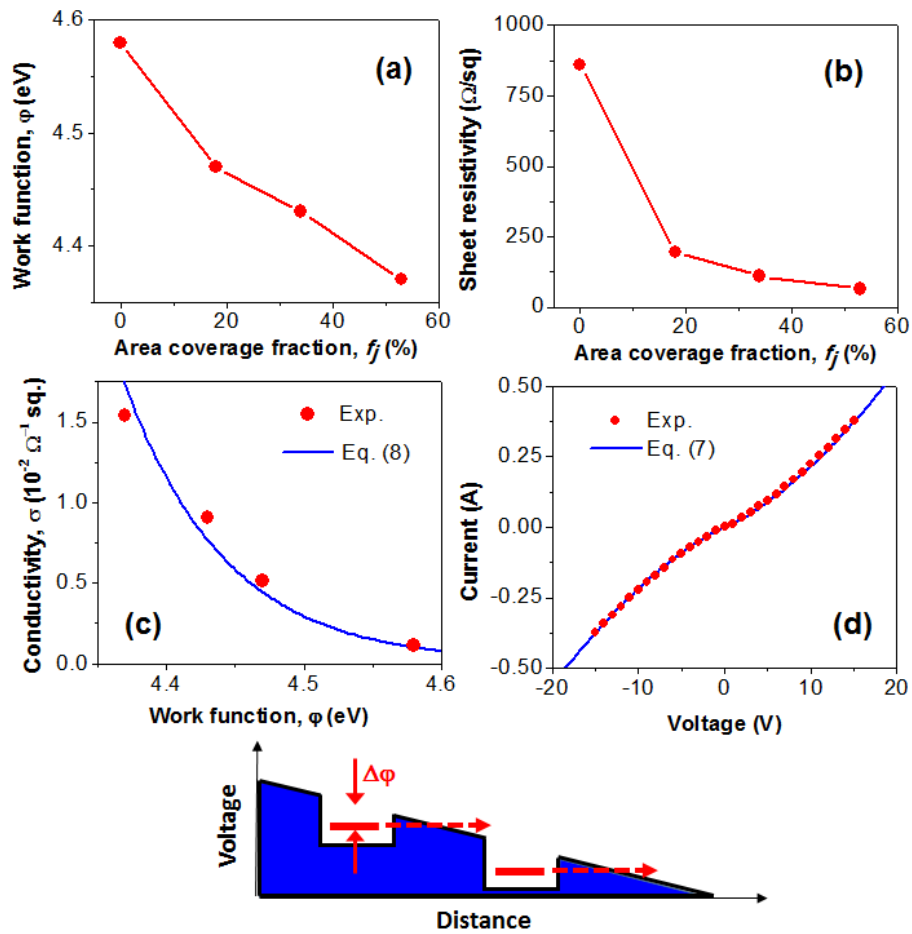 4.6
4.5
4.4
0
20
40
60
Work function, φ (eV)
Area coverage fraction, fj (%)
(a)
1000
750
500
250
0
0
20
40
60
Sheet resistivity (Ω/sq)
Area coverage fraction, fj (%)
(b)
1.5
1.0
0.5
0.0
4.4
4.5
4.6
Conductivity, σ (10⁻² Ω⁻¹ sq.)
Work function, φ (eV)
Exp.
Eq. (8)
(c)
0.50
0.25
0.00
-0.25
-0.50
-20
-10
0
10
20
Current (A)
Voltage (V)
Exp.
Eq. (7)
(d)
Δφ
Voltage
Distance